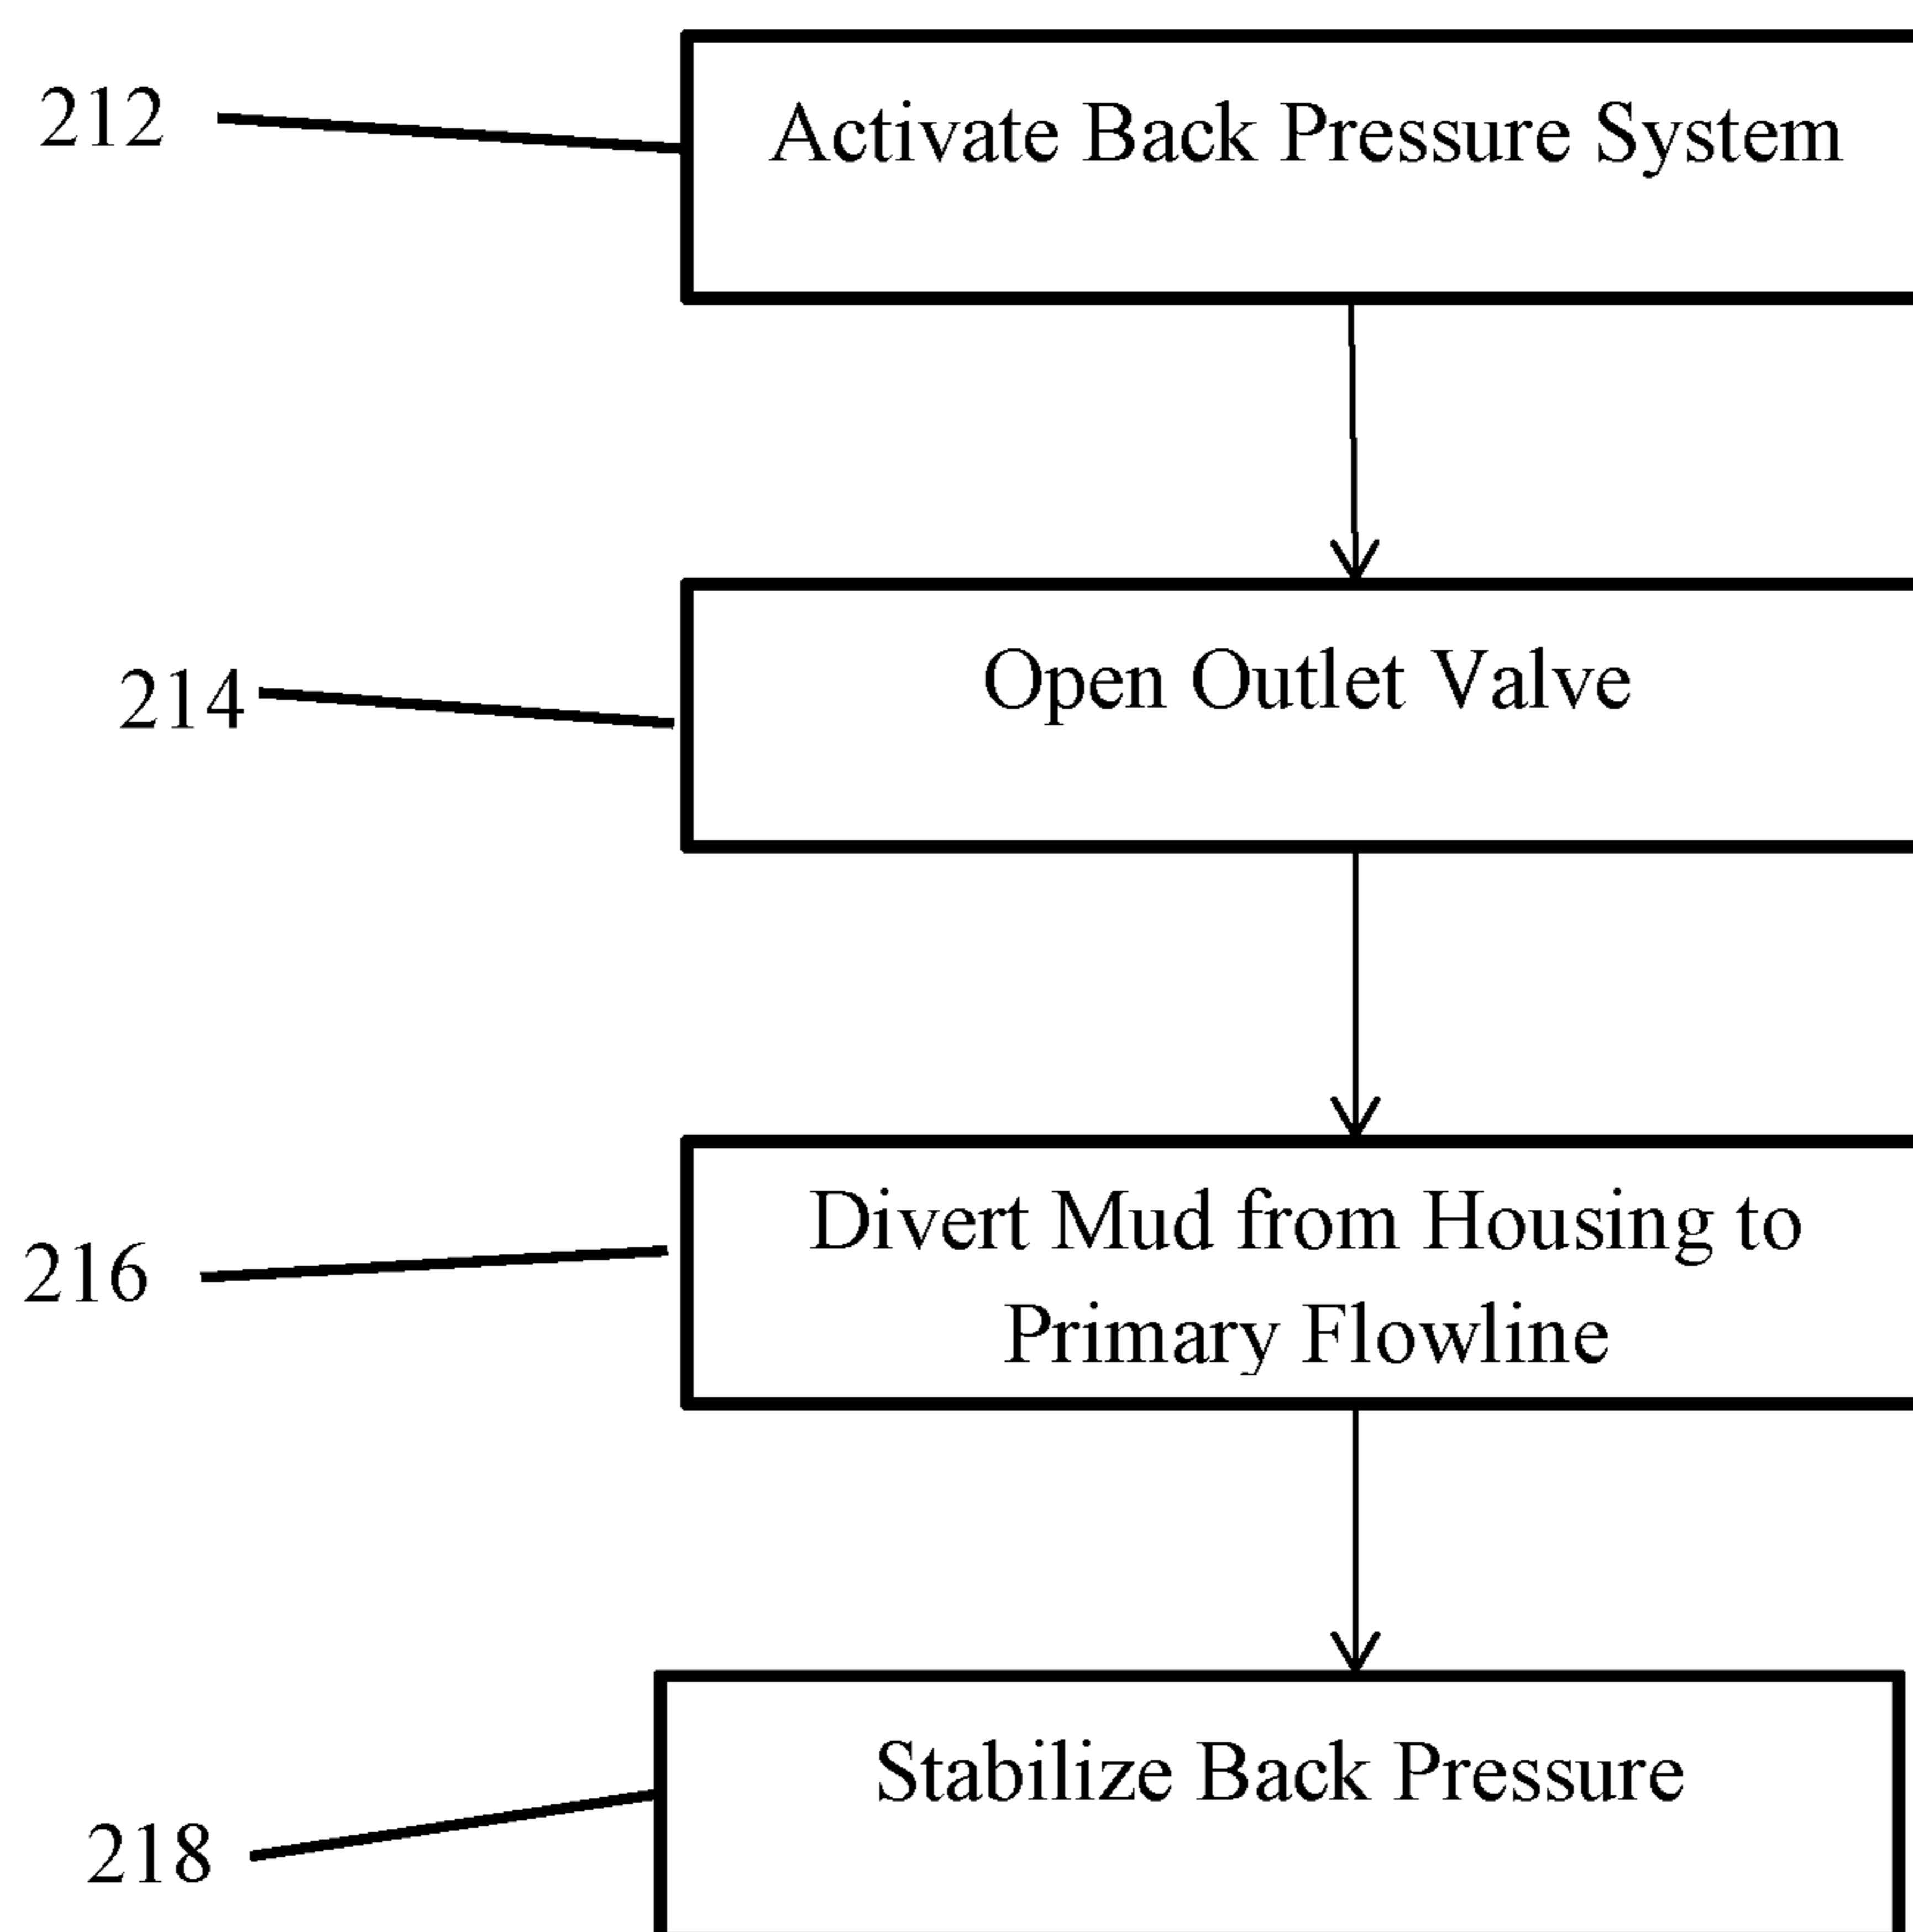 212
Activate Back Pressure System
214
Open Outlet Valve
216
Divert Mud from Housing to
Primary Flowline
218
Stabilize Back Pressure